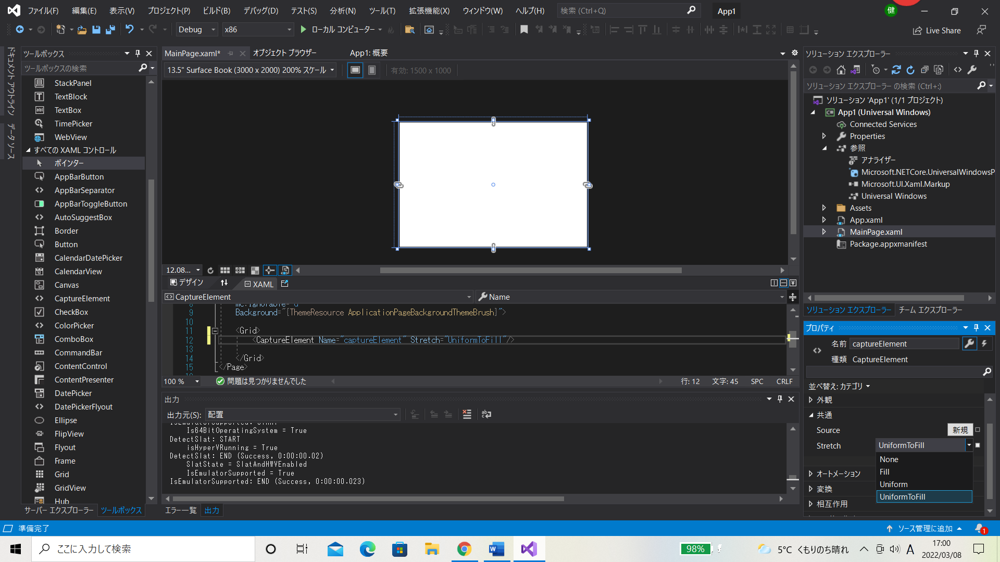 ファイル(F) 編集(E) 表示(V) プロジェクト(P) ビルド(B) デバッグ(D) テスト(S) 分析(N) ツール(T) 拡張機能(X) ウィンドウ(W) ヘルプ(H) 検索 (Ctrl+Q) App1 健
Debug x86 ローカル コンピューター Live Share
ドキュメント アウトライン
データ ソース
ツールボックス
ツールボックスの検索
StackPanel
TextBlock
TextBox
TimePicker
WebView
すべての XAML コントロール
ポインター
AppBarButton
AppBarSeparator
AppBarToggleButton
AutoSuggestBox
Border
Button
CalendarDatePicker
CalendarView
Canvas
CaptureElement
CheckBox
ColorPicker
ComboBox
CommandBar
ContentControl
ContentPresenter
DatePicker
DatePickerFlyout
Ellipse
FlipView
Flyout
Frame
Grid
GridView
Hub
サーバー エクスプローラー ツールボックス
MainPage.xaml* オブジェクト ブラウザー App1: 概要
13.5" Surface Book (3000 x 2000) 200% スケール 有効: 1500 x 1000
12.08...
デザイン XAML
CaptureElement Name
8 mc:Ignorable="d"
9 Background="{ThemeResource ApplicationPageBackgroundThemeBrush}">
10
11 <Grid>
12 <CaptureElement Name="captureElement" Stretch="UniformToFill"/>
13
14 </Grid>
15 </Page>
100 % 問題は見つかりませんでした 行: 12 文字: 45 SPC CRLF
出力
出力元(S): 配置
IsEmulatorSupported: START
Is64BitOperatingSystem = True
DetectSlat: START
isHyperVRunning = True
DetectSlat: END (Success, 0:00:00.02)
SlatState = SlatAndHWVEnabled
IsEmulatorSupported = True
IsEmulatorSupported: END (Success, 0:00:00.023)
エラー一覧 出力
ソリューション エクスプローラー
ソリューション エクスプローラー の検索 (Ctrl+:)
ソリューション 'App1' (1/1 プロジェクト)
App1 (Universal Windows)
Connected Services
Properties
参照
アナライザー
Microsoft.NETCore.UniversalWindowsP
Microsoft.UI.Xaml.Markup
Universal Windows
Assets
App.xaml
MainPage.xaml
Package.appxmanifest
ソリューション エクスプローラー チーム エクスプローラー
プロパティ
名前 captureElement
種類 CaptureElement
並べ替え: カテゴリ
外観
共通
Source 新規
Stretch UniformToFill
None
Fill
Uniform
UniformToFill
オートメーション
変換
相互作用
準備完了 ソース管理に追加 1
ここに入力して検索 98% 5°C くもりのち晴れ A 17:00
2022/03/08